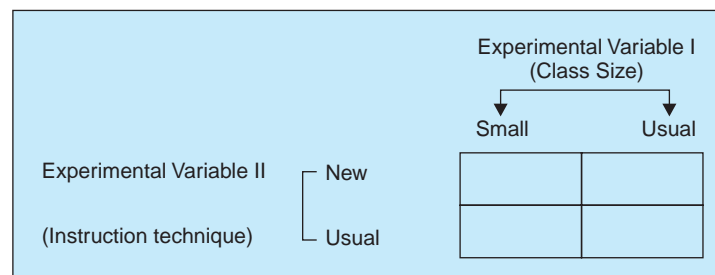 Experimental Variable I
(Class Size)
Small Usual
Experimental Variable II New
(Instruction technique) Usual